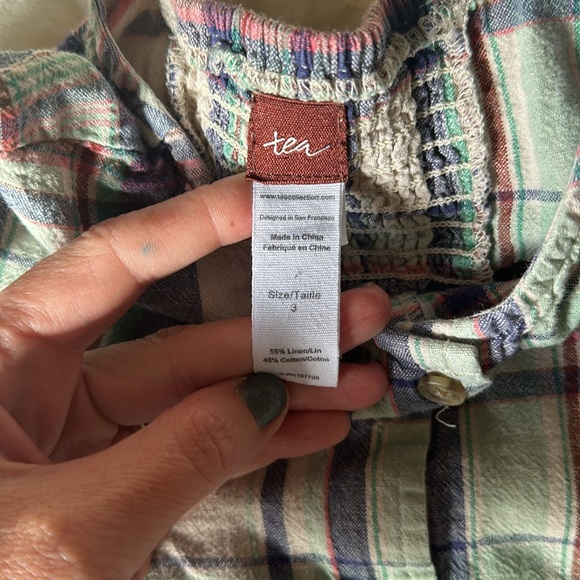 tea
www.teacollection.com
Designed in San Francisco
Made in China
Fabriqué en Chine
Size/Taille
3
55% Linen/Lin
45% Cotton/Coton